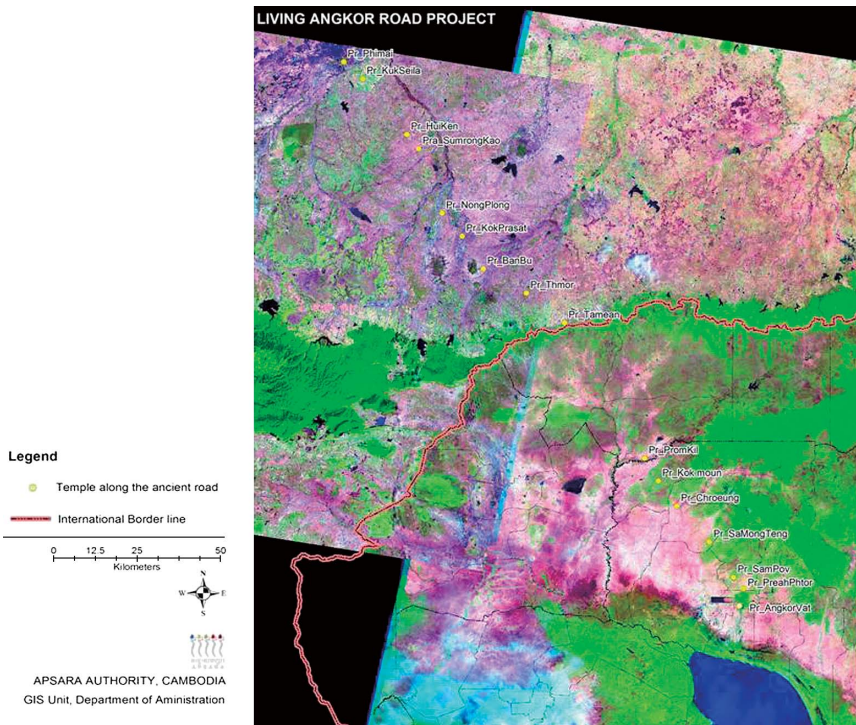 LIVING ANGKOR ROAD PROJECT
Pr_Phimai
Pr_KukSeila
Pr_HuiKen
Pra_SumrongKao
Pr_NongPlong
Pr_KokPrasat
Pr_BanBu
Pr_Thmor
Pr_Tamean
Pr_PromKil
Pr_Kok moun
Pr_Chroeung
Pr_SaMongTeng
Pr_SamPov
Pr_PreahPhtor
Pr_AngkorVat
Legend
Temple along the ancient road
International Border line
0 12.5 25 50
Kilometers
N
W E
S
APSARA
APSARA AUTHORITY, CAMBODIA
GIS Unit, Department of Aministration